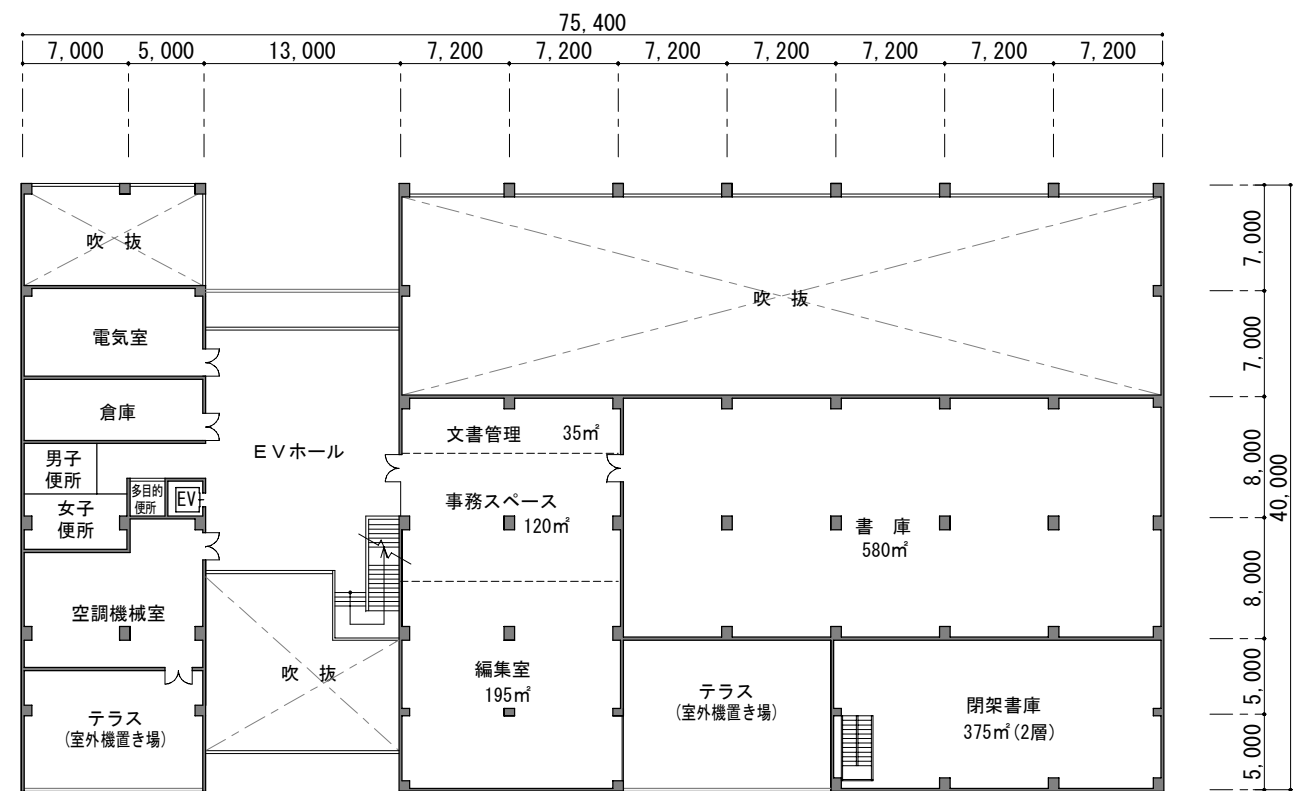 75,400
7,000 5,000 13,000 7,200 7,200 7,200 7,200 7,200 7,200 7,200
吹 抜
吹 抜
7,000
7,000
8,000
8,000
5,000
5,000
40,000
電気室
倉庫
男子
便所
女子
便所
多目的
便所
EV
EVホール
文書管理 35㎡
事務スペース
120㎡
書 庫
580㎡
空調機械室
吹 抜
編集室
195㎡
テラス
(室外機置き場)
テラス
(室外機置き場)
閉架書庫
375㎡(2層)